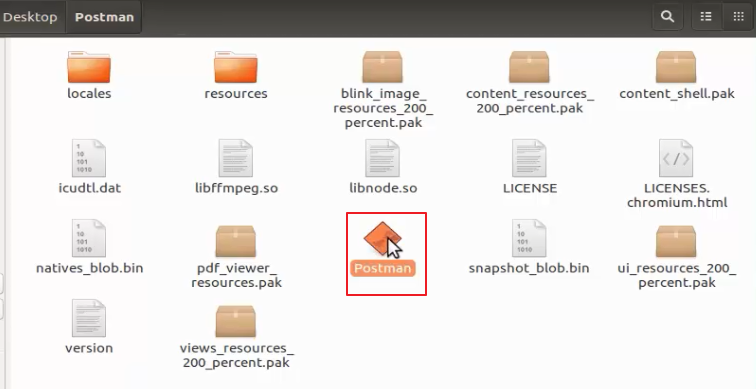 Desktop
Postman
locales
resources
blink_image_
resources_200_
percent.pak
content_resources_
200_percent.pak
content_shell.pak
icudtl.dat
libffmpeg.so
libnode.so
LICENSE
LICENSES.
chromium.html
natives_blob.bin
pdf_viewer_
resources.pak
Postman
snapshot_blob.bin
ui_resources_200_
percent.pak
version
views_resources_
200_percent.pak